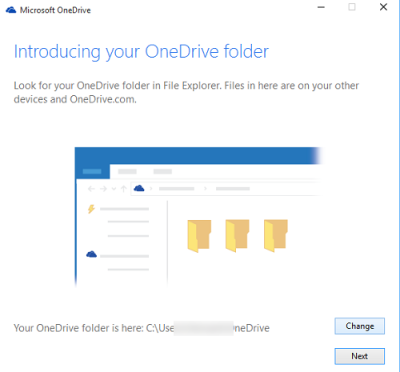 Microsoft OneDrive
Introducing your OneDrive folder
Look for your OneDrive folder in File Explorer. Files in here are on your other
devices and OneDrive.com.
Your OneDrive folder is here: C:\Use neDrive
Change
Next